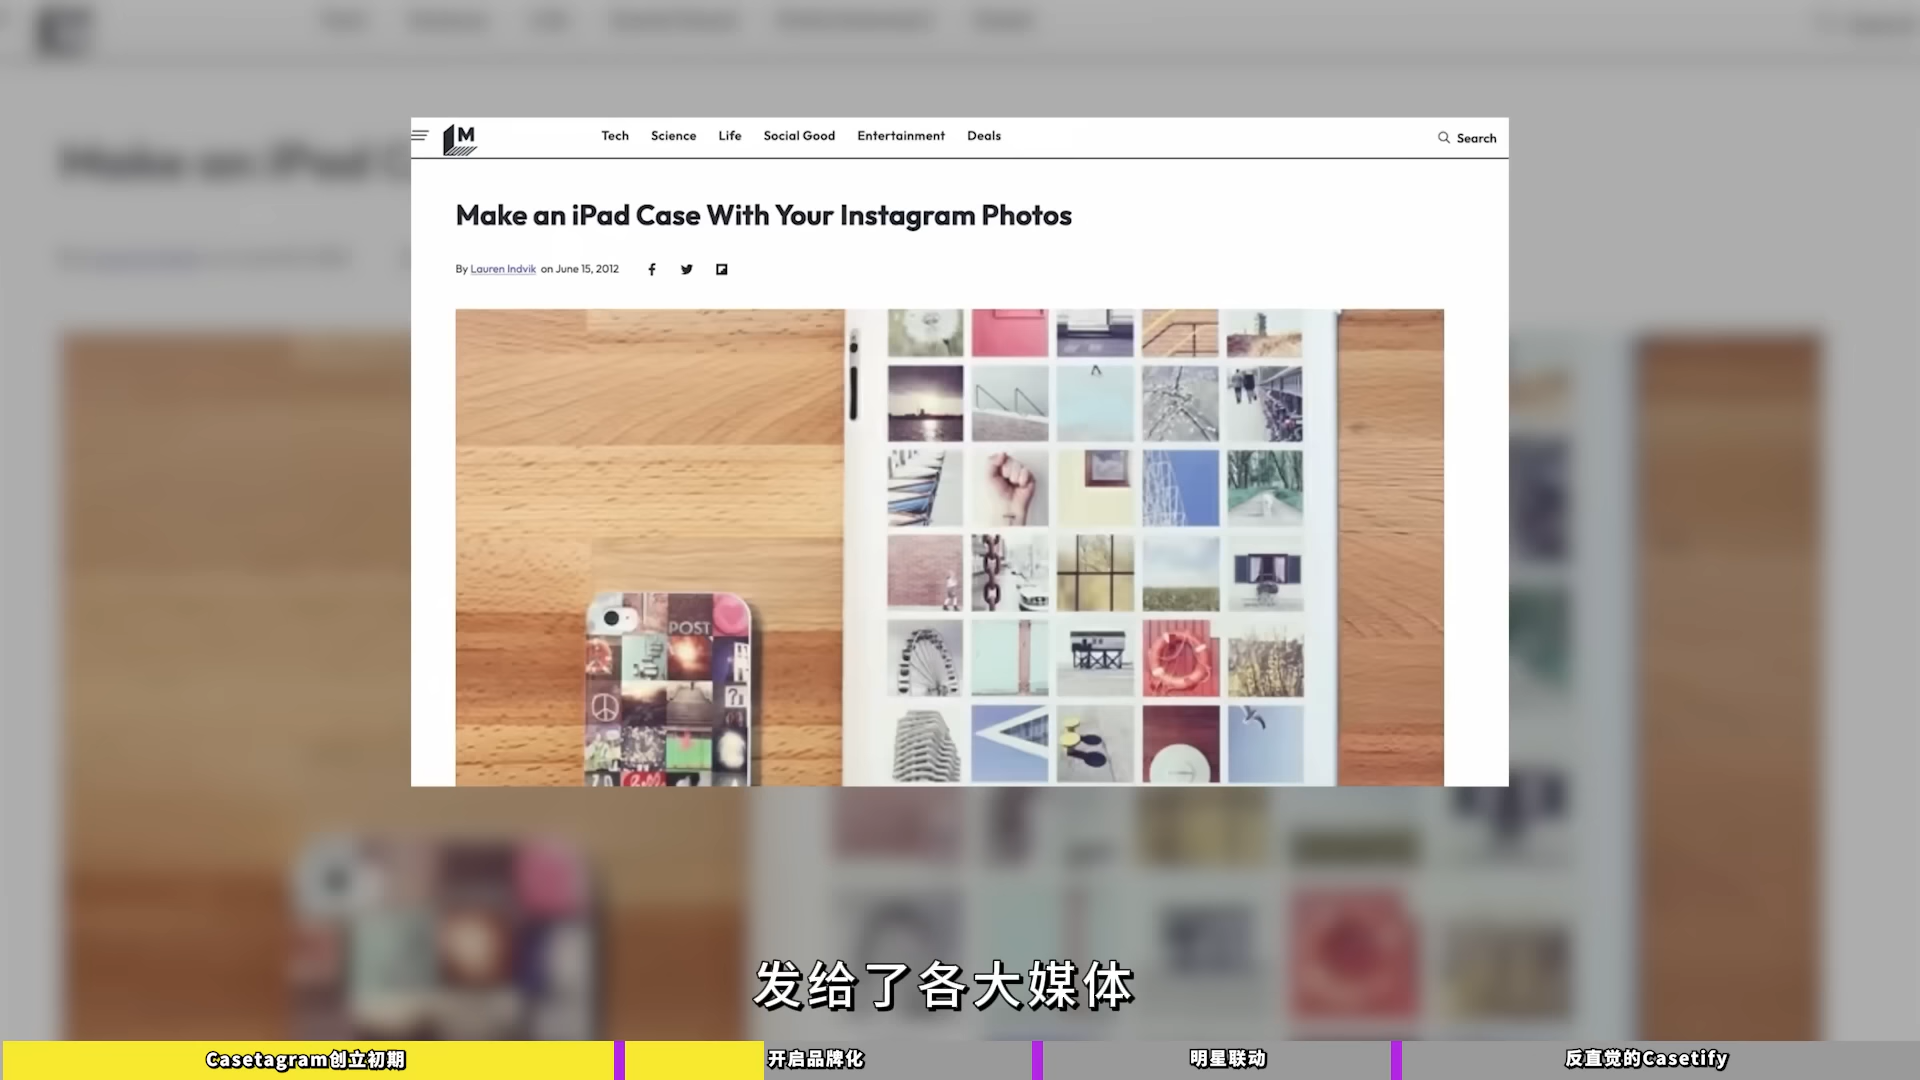 M
Tech Science Life Social Good Entertainment Deals
Search
Make an iPad Case With Your Instagram Photos
By Lauren Indvik on June 15, 2012
POST
发给了各大媒体
Casetagram创立初期
开启品牌化
明星联动
反直觉的Casetify